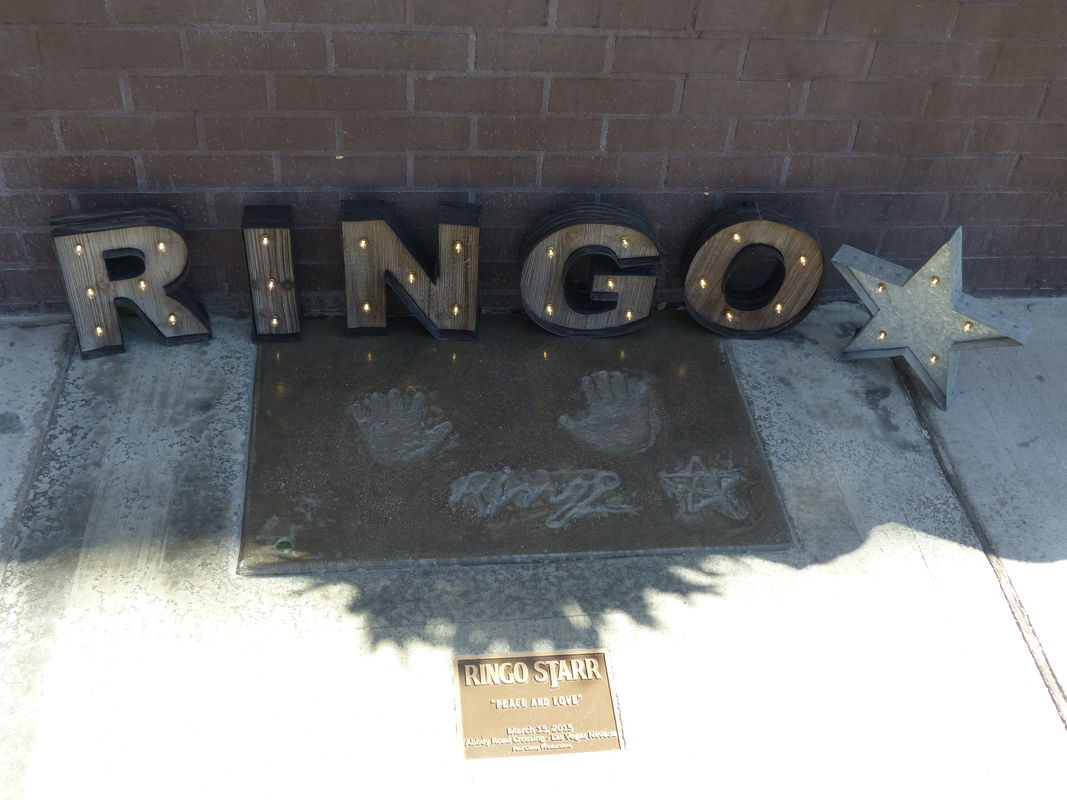 RINGO
Ringo
RINGO STARR
"PEACE AND LOVE"
March 15, 2015
Abbey Road Crossing - Las Vegas Nevada